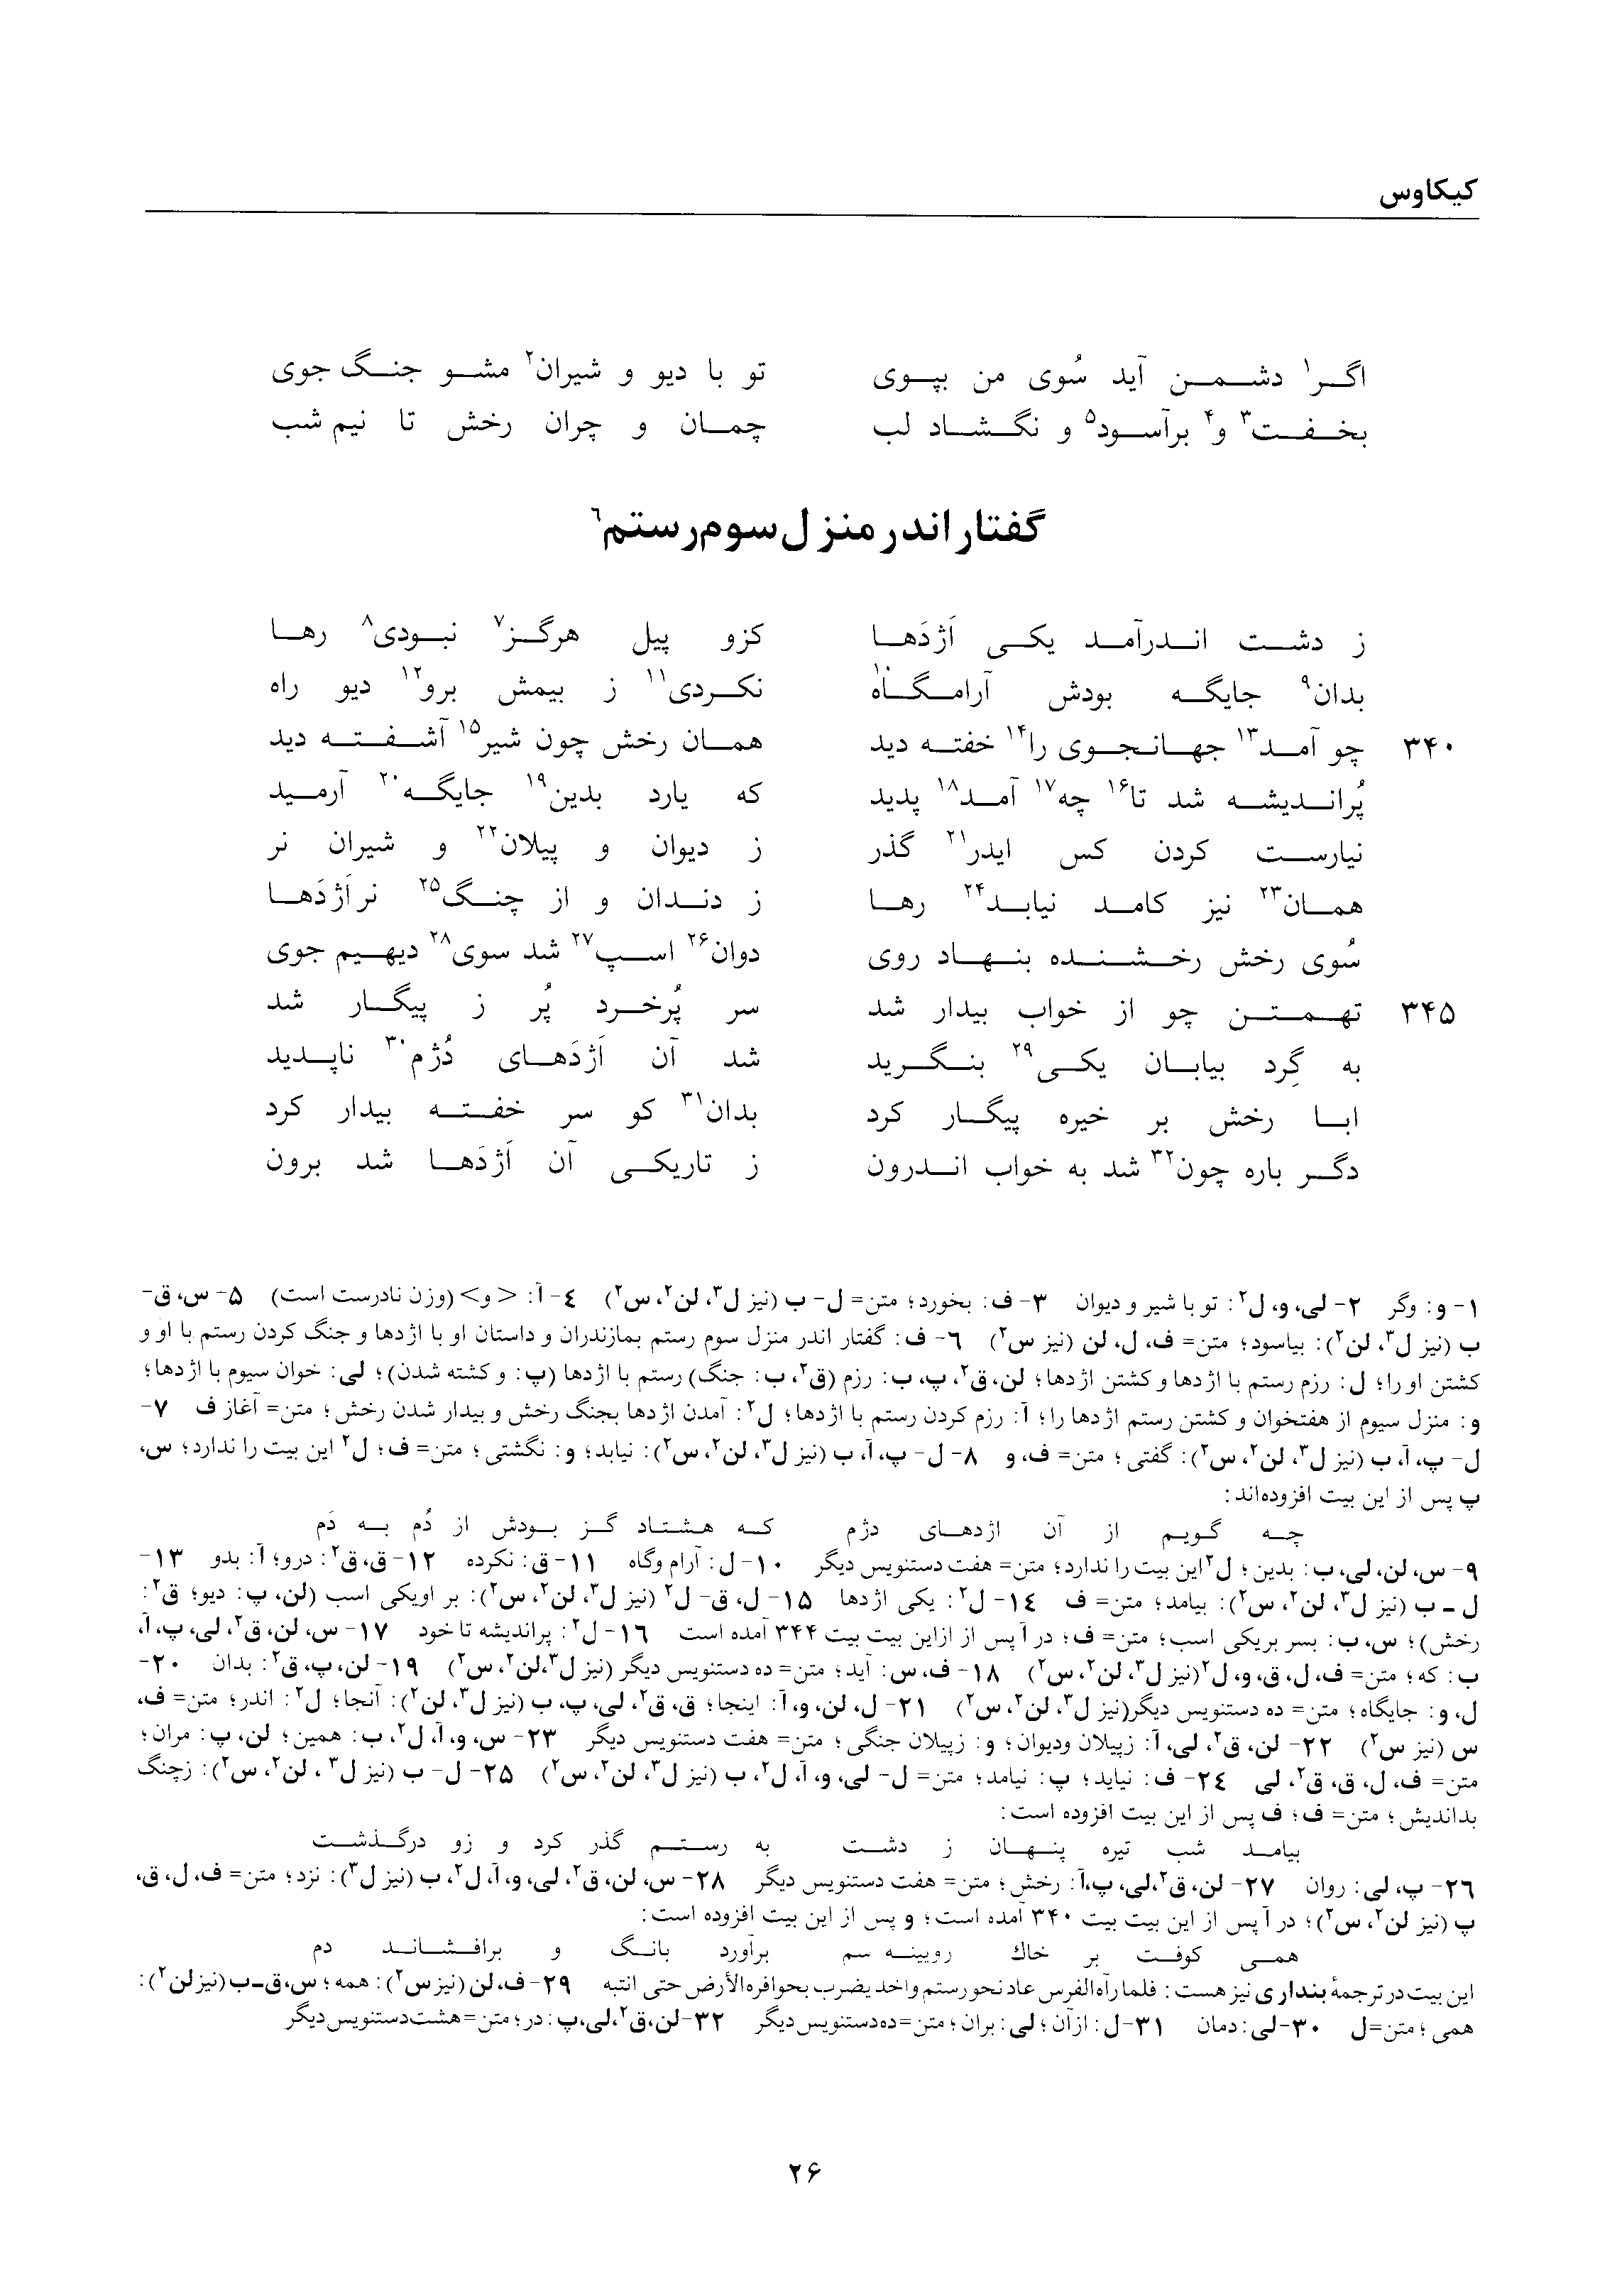 کیکاوس
اگر¹ دشمن آید سُوی من بپوی تو با دیو و شیران² مشو جنگ جوی
بخفت³ و⁴ برآسود⁵ و نگشاد لب چمان و چران رخش تا نیم شب
گفتار اندر منزل سوم رستم⁶
ز دشت اندرآمد یکی اَژدَها کزو پیل هرگز⁷ نبودی⁸ رها
بدان⁹ جایگه بودش آرامگاه¹⁰ نکردی¹¹ ز بیمش برو¹² دیو راه
۳۴۰ چو آمد¹³ جهانجوی را¹⁴ خفته دید همان رخش چون شیر¹⁵ آشفته دید
پُراندیشه شد تا¹⁶ چه¹⁷ آمد¹⁸ پدید که یارد بدین¹⁹ جایگه²⁰ آرمید
نیارست کردن کس ایدر²¹ گذر ز دیوان و پیلان²² و شیران نر
همان²³ نیز کامد نیابد²⁴ رها ز دندان و از چنگ²⁵ نر اَژدَها
سُوی رخش رخشنده بنهاد روی دوان²⁶ اسپ²⁷ شد سوی²⁸ دیهیم جوی
۳۴۵ تهمتن چو از خواب بیدار شد سر پُرخرد پُر ز پیگار شد
به گِرد بیابان یکی²⁹ بنگرید شد آن اَژدَهای دُژم³⁰ ناپدید
ابا رخش بر خیره پیگار کرد بدان³¹ کو سر خفته بیدار کرد
دگر باره چون³² شد به خواب اندرون ز تاریکی آن اَژدَها شد برون
۱- و: وگر ۲- لی، و، ل²: تو با شیر و دیوان ۳- ف: بخورد؛ متن= ل- ب (نیز ل³، لن²، س²) ٤- آ: < و> (وزن نادرست است) ۵- س، ق-
ب (نیز ل³، لن²): بیاسود؛ متن= ف، ل، لن (نیز س²) ٦- ف: گفتار اندر منزل سوم رستم بمازندران و داستان او با اژدها و جنگ کردن رستم با او و
کشتن او را؛ ل: رزم رستم با اژدها و کشتن اژدها؛ لن، ق²، پ، ب: رزم (ق²، ب: جنگ) رستم با اژدها (پ: و کشته شدن)؛ لی: خوان سیوم با اژدها؛
و: منزل سیوم از هفتخوان و کشتن رستم اژدها را؛ آ: رزم کردن رستم با اژدها؛ ل²: آمدن اژدها بجنگ رخش و بیدار شدن رخش؛ متن= آغاز ف ۷-
ل- پ، آ، ب (نیز ل³، لن²، س²): گفتی؛ متن= ف، و ۸- ل- پ، آ، ب (نیز ل³، لن²، س²): نیابد؛ و: نگشتی؛ متن= ف؛ ل² این بیت را ندارد؛ س،
پ پس از این بیت افزوده‌اند:
چه گویم از آن اژدهای دژم که هشتاد گز بودش از دُم به دَم
۹- س، لن، لی، ب: بدین؛ ل² این بیت را ندارد؛ متن= هفت دستنویس دیگر ۱۰- ل: آرام وگاه ۱۱- ق: نکرده ۱۲- ق، ق²: درو؛ آ: بدو ۱۳-
ل ـ ب (نیز ل³، لن²، س²): بیامد؛ متن= ف ۱٤- ل²: یکی اژدها ۱۵- ل، ق- ل² (نیز ل³، لن²، س²): بر اویکی اسب (لن، پ: دیو؛ ق²:
رخش)؛ س، ب: بسر بریکی اسب؛ متن= ف؛ در آ پس از ازاین بیت بیت ۳۴۴ آمده است ۱٦- ل²: پراندیشه تا خود ۱۷- س، لن، ق²، لی، پ، آ،
ب: که؛ متن= ف، ل، ق، و، ل² (نیز ل³، لن²، س²) ۱۸- ف، س: آید؛ متن= ده دستنویس دیگر (نیز ل³، لن²، س²) ۱۹- لن، پ، ق²: بدان ۲۰-
ل، و: جایگاه؛ متن= ده دستنویس دیگر(نیز ل³، لن²، س²) ۲۱- ل، لن، و، آ: اینجا؛ ق، ق²، لی، پ، ب (نیز ل³، لن²): آنجا؛ ل²: اندر؛ متن= ف،
س (نیز س²) ۲۲- لن، ق²، لی، آ: زپیلان ودیوان؛ و: زپیلان جنگی؛ متن= هفت دستنویس دیگر ۲۳- س، و، آ، ل²، ب: همین؛ لن، پ: مران؛
متن= ف، ل، ق، ق²، لی ۲٤- ف: نیاید؛ پ: نیامد؛ متن= ل- لی، و، آ، ل²، ب (نیز ل³، لن²، س²) ۲۵- ل- ب (نیز ل³، لن²، س²): زچنگ
بداندیش؛ متن= ف؛ ف پس از این بیت افزوده است:
بیامد شب تیره پنهان ز دشت به رستم گذر کرد و زو درگذشت
۲٦- پ، لی: روان ۲۷- لن، ق²، لی، پ، آ: رخش؛ متن= هفت دستنویس دیگر ۲۸- س، لن، ق²، لی، و، آ، ل²، ب (نیز ل³): نزد؛ متن= ف، ل، ق،
پ (نیز لن²، س²)؛ در آ پس از این بیت بیت ۳۴۰ آمده است؛ و پس از این بیت افزوده است:
همی کوفت بر خاك رویینه سم برآورد بانگ و برافشاند دم
این بیت در ترجمۀ بنداری نیز هست: فلما رآه الفرس عاد نحو رستم واخد یضرب بحوافره الأرض حتی انتبه ۲۹- ف، لن (نیز س²): همه؛ س، ق-ب (نیز لن²):
همی؛ متن=ل ۳۰- لی: دمان ۳۱- ل: ازآن؛ لی: بران؛ متن=ده دستنویس دیگر ۳۲- لن، ق²، لی، پ: در؛ متن=هشت دستنویس دیگر
۲۶